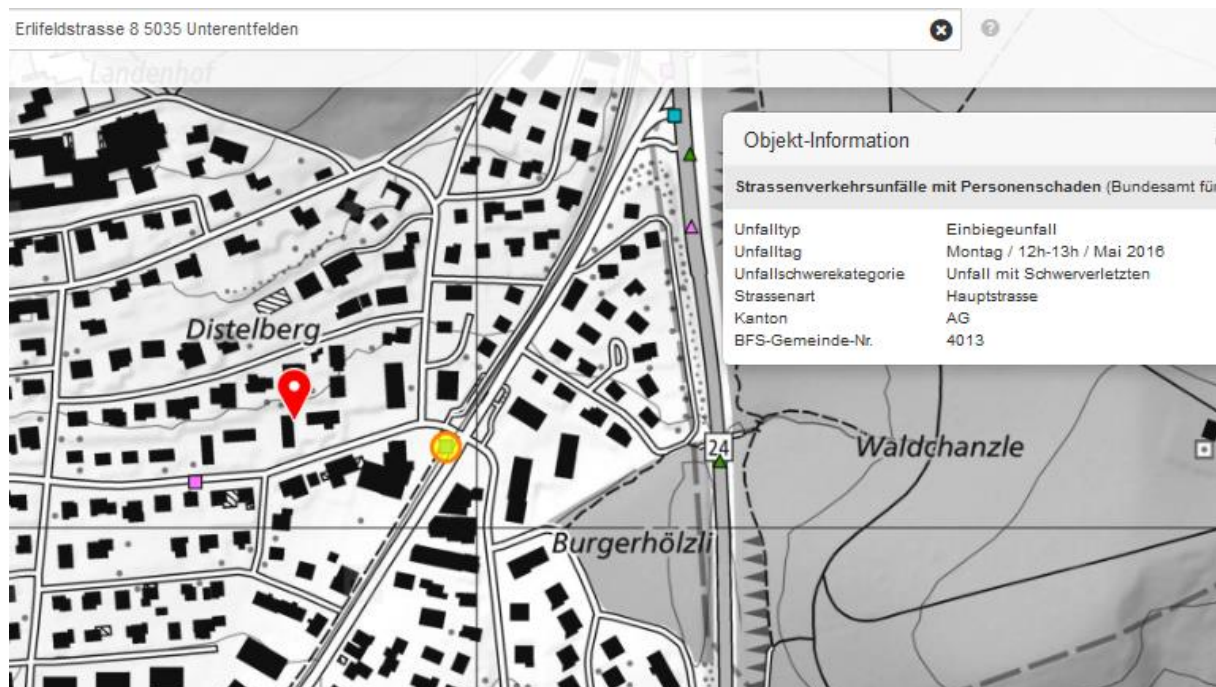 Erlifeldstrasse 8 5035 Unterentfelden
Landenhof
Objekt-Information
Strassenverkehrsunfälle mit Personenschaden (Bundesamt für
Unfalltyp Einbiegeunfall
Unfalltag Montag / 12h-13h / Mai 2016
Unfallschwerekategorie Unfall mit Schwerverletzten
Strassenart Hauptstrasse
Kanton AG
BFS-Gemeinde-Nr. 4013
Distelberg
24
Waldchanzle
Burgerhölzli